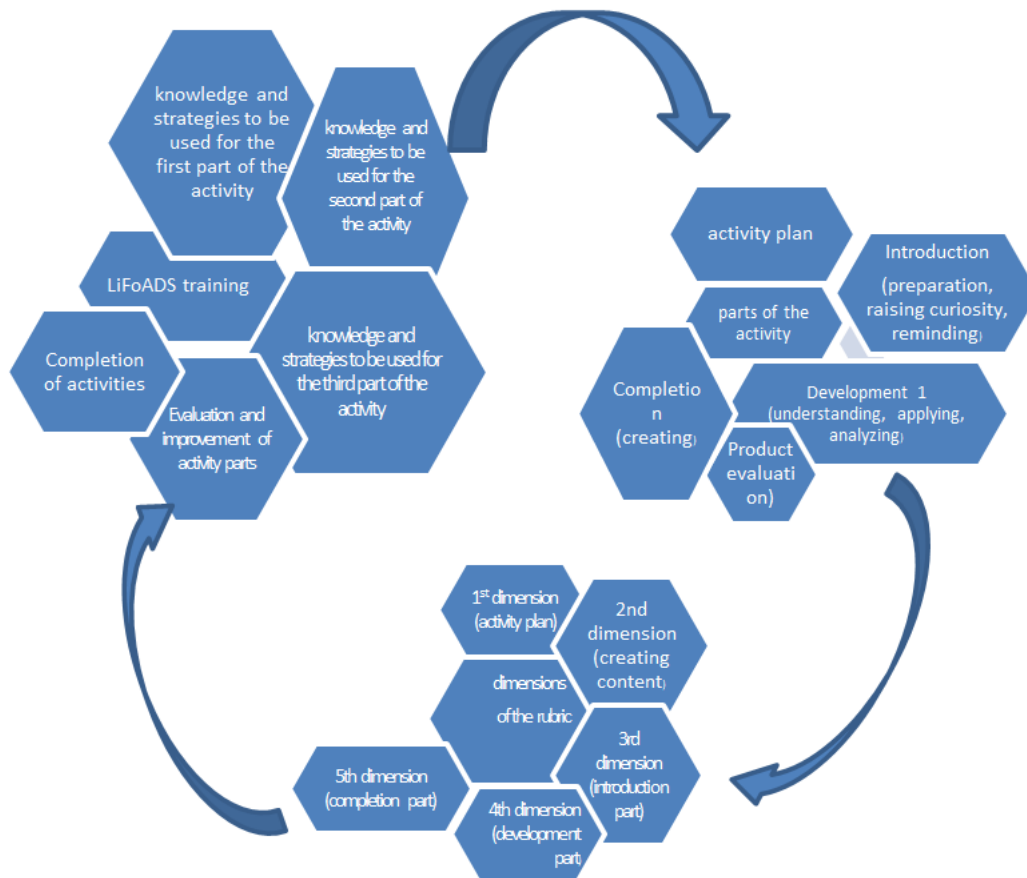 knowledge and
strategies to be
used for the
first part of the
activity
knowledge and
strategies to be
used for the
second part of
the activity
LiFoADS training
knowledge and
strategies to be used for
the third part of the
activity
Completion
of activities
Evaluation and
improvement of
activity parts
activity plan
Introduction
(preparation,
raising curiosity,
reminding)
parts of the
activity
Completio
n
(creating)
Development 1
(understanding, applying,
analyzing)
Product
evaluati
on)
1st dimension
(activity plan)
2nd
dimension
(creating
content)
dimensions
of the rubric
3rd
dimension
(introduction
part)
5th dimension
(completion part)
4th dimension
(development
part)